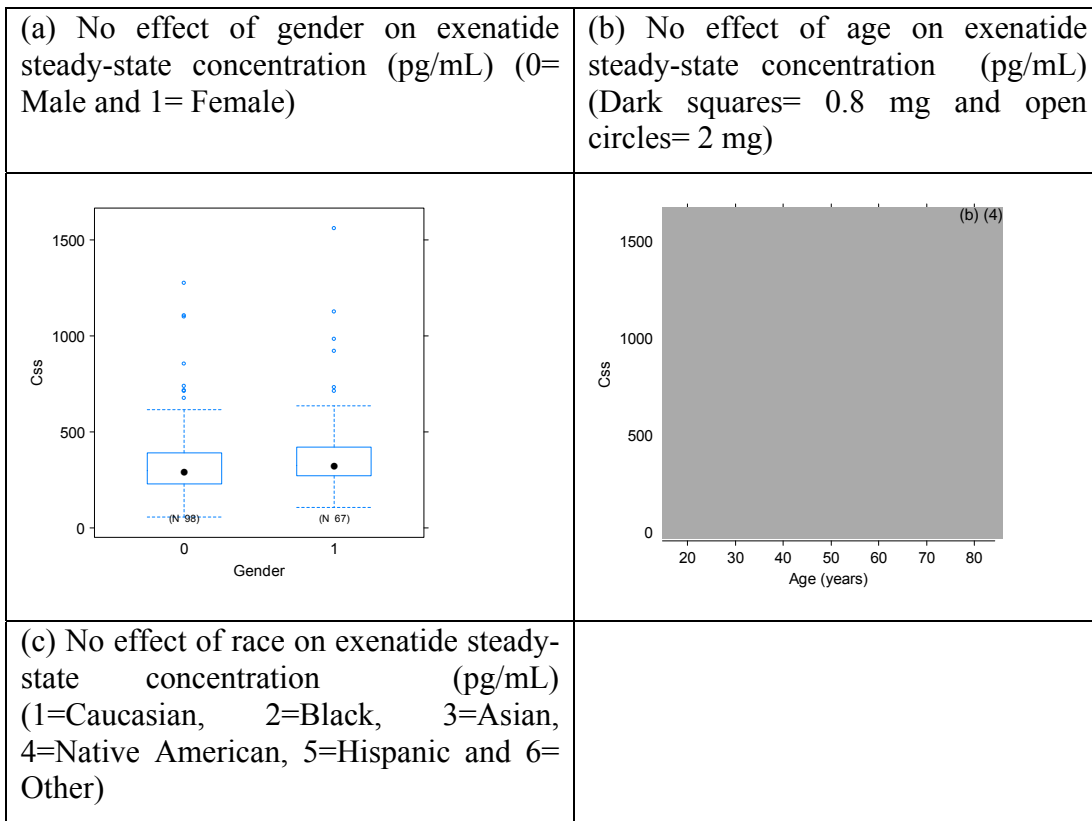 (a) No effect of gender on exenatide
steady-state concentration (pg/mL) (0=
Male and 1= Female)
(b) No effect of age on exenatide
steady-state concentration (pg/mL)
(Dark squares= 0.8 mg and open
circles= 2 mg)
1500
1000
500
0
Css
(N 98)
(N 67)
0
1
Gender
(b) (4)
1500
1000
500
0
Css
20 30 40 50 60 70 80
Age (years)
(c) No effect of race on exenatide steady-
state concentration (pg/mL)
(1=Caucasian, 2=Black, 3=Asian,
4=Native American, 5=Hispanic and 6=
Other)